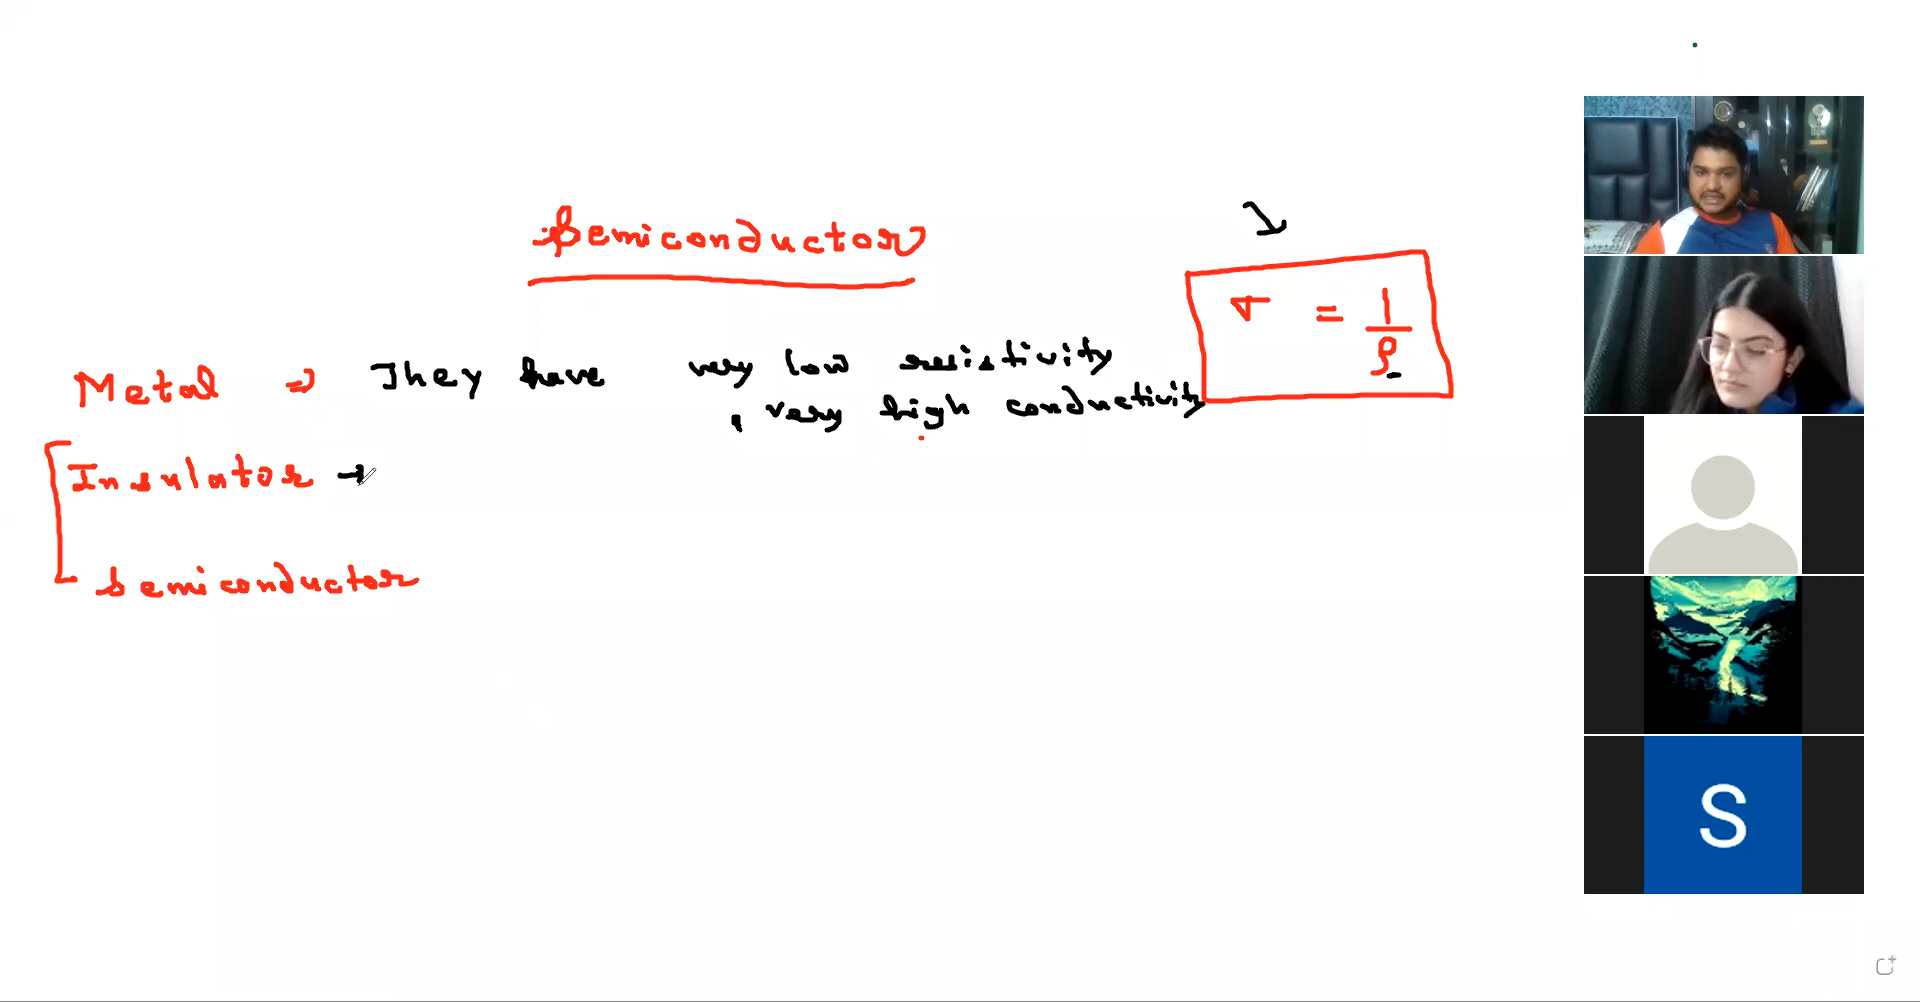 Semiconductor
σ = 1/ρ
Metal ⇒ They have very low resistivity
, very high conductivity
Insulator →
Semiconductor
S